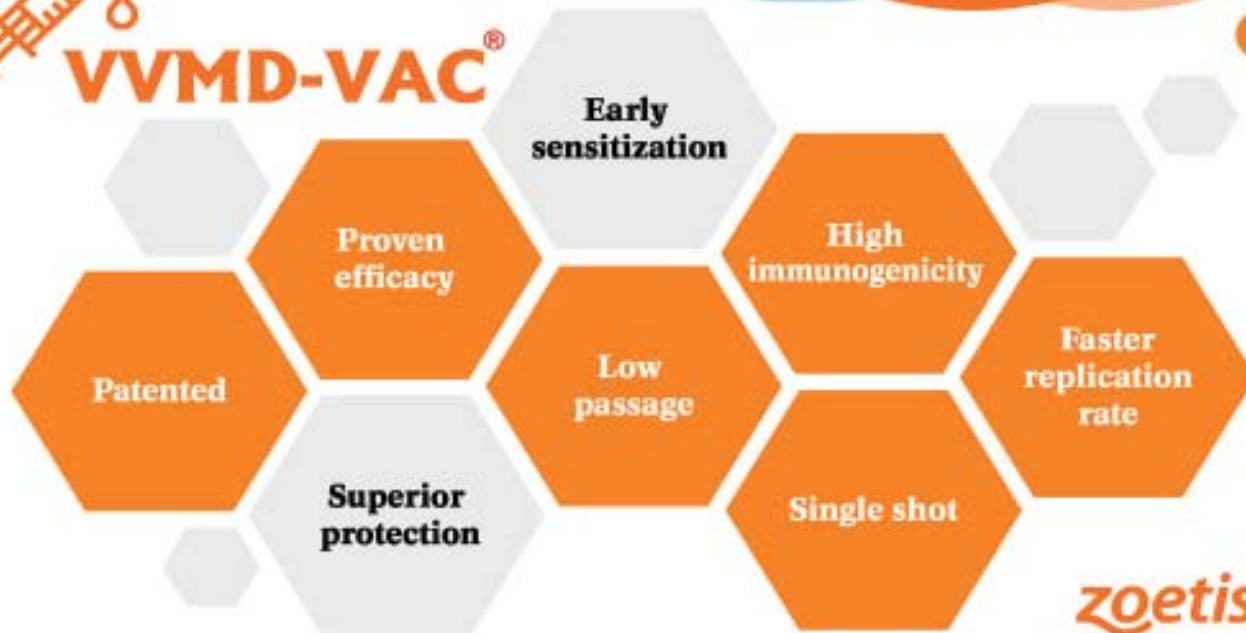 VVMD-VAC®
Early
sensitization
Proven
efficacy
High
immunogenicity
Patented
Low
passage
Faster
replication
rate
Superior
protection
Single shot
zoetis